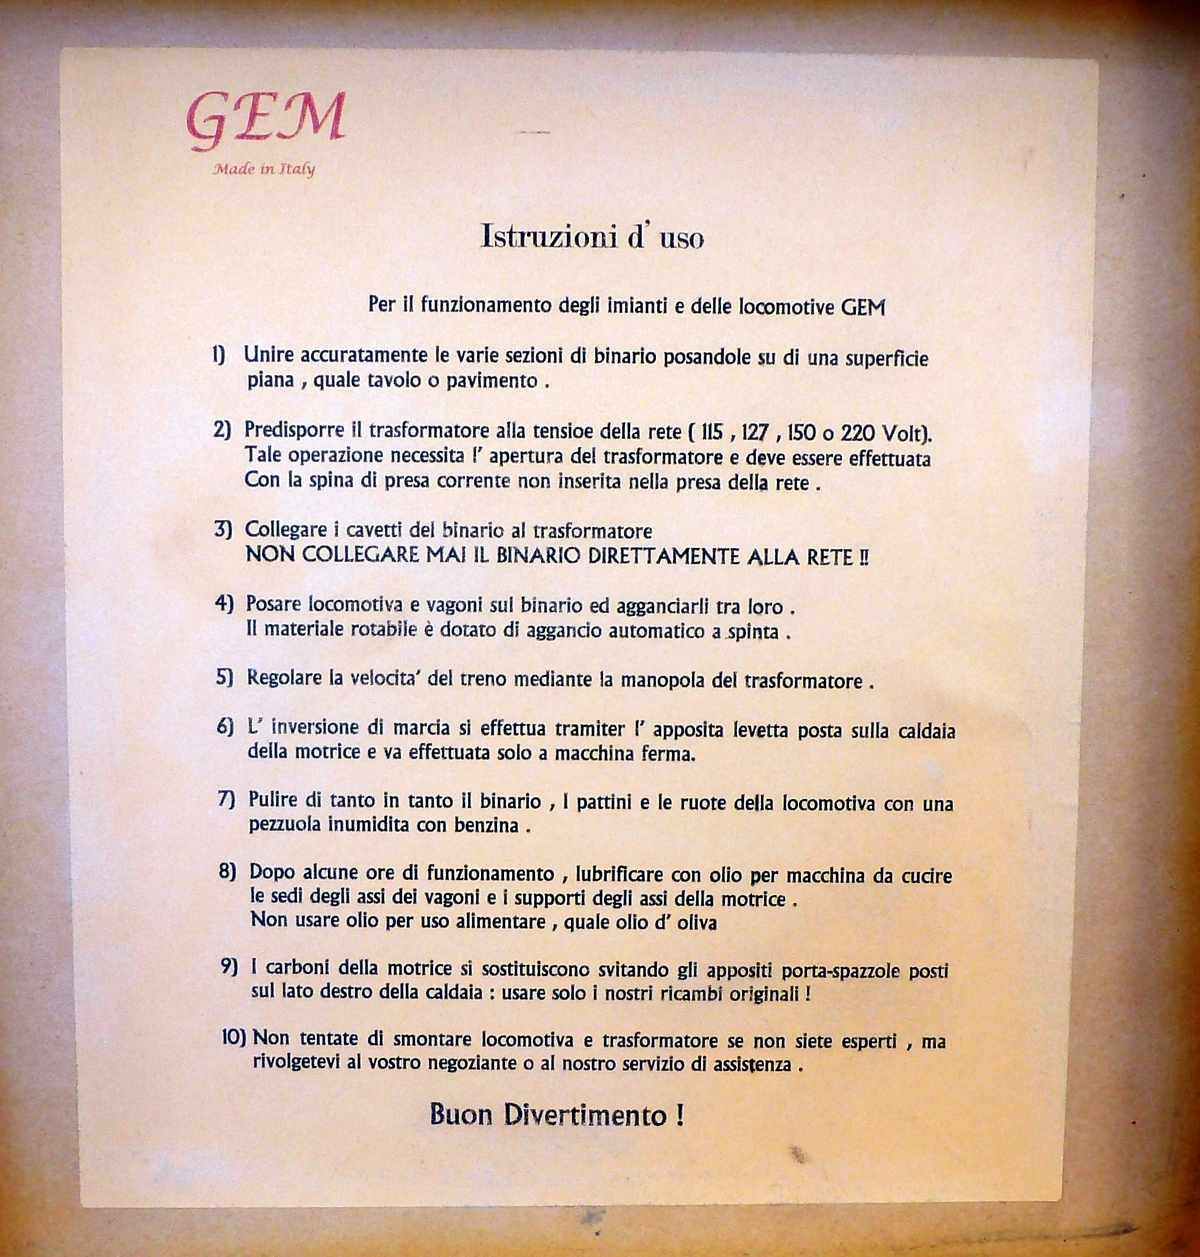 GEM
Made in Italy
Istruzioni d' uso
Per il funzionamento degli imianti e delle locomotive GEM
1) Unire accuratamente le varie sezioni di binario posandole su di una superficie
piana , quale tavolo o pavimento .
2) Predisporre il trasformatore alla tensioe della rete ( 115 , 127 , 150 o 220 Volt).
Tale operazione necessita l' apertura del trasformatore e deve essere effettuata
Con la spina di presa corrente non inserita nella presa della rete .
3) Collegare i cavetti del binario al trasformatore
NON COLLEGARE MAI IL BINARIO DIRETTAMENTE ALLA RETE !!
4) Posare locomotiva e vagoni sul binario ed agganciarli tra loro .
Il materiale rotabile è dotato di aggancio automatico a spinta .
5) Regolare la velocita' del treno mediante la manopola del trasformatore .
6) L' inversione di marcia si effettua tramiter l' apposita levetta posta sulla caldaia
della motrice e va effettuata solo a macchina ferma.
7) Pulire di tanto in tanto il binario , I pattini e le ruote della locomotiva con una
pezzuola inumidita con benzina .
8) Dopo alcune ore di funzionamento , lubrificare con olio per macchina da cucire
le sedi degli assi dei vagoni e i supporti degli assi della motrice .
Non usare olio per uso alimentare , quale olio d' oliva
9) I carboni della motrice si sostituiscono svitando gli appositi porta-spazzole posti
sul lato destro della caldaia : usare solo i nostri ricambi originali !
10) Non tentate di smontare locomotiva e trasformatore se non siete esperti , ma
rivolgetevi al vostro negoziante o al nostro servizio di assistenza .
Buon Divertimento !